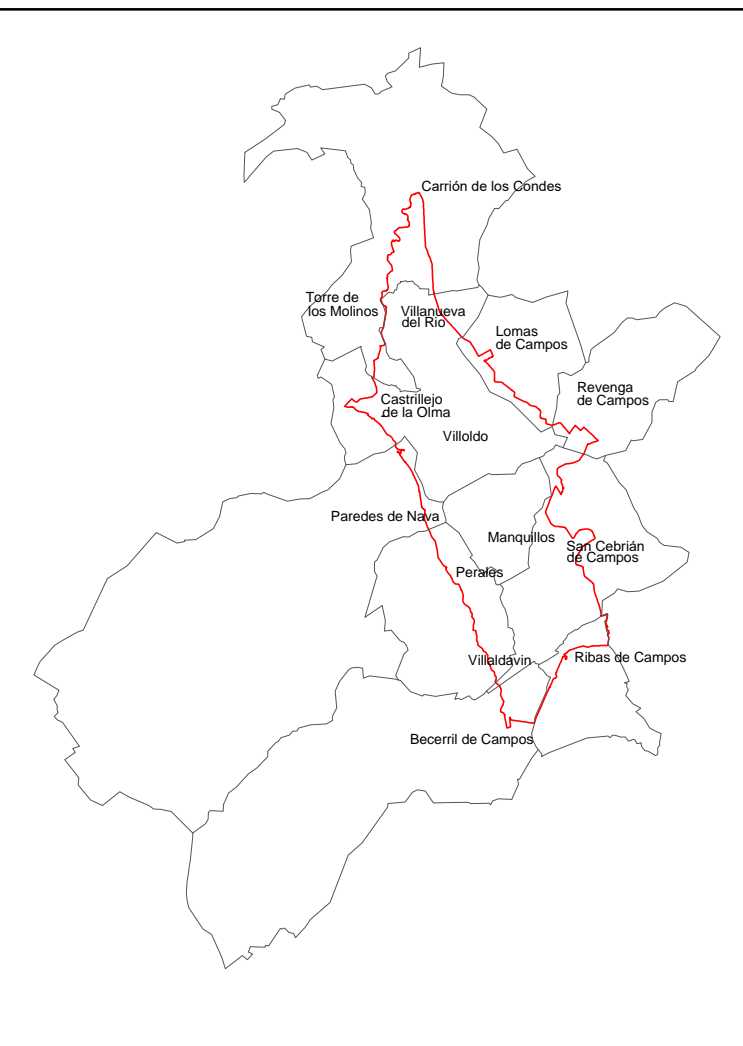 Carrión de los Condes
Torre de
los Molinos
Villanueva
del Río
Lomas
de Campos
Revenga
de Campos
Castrillejo
de la Olma
Villoldo
Paredes de Nava
Manquillos
San Cebrián
de Campos
Perales
Villaldavin
Ribas de Campos
Becerril de Campos